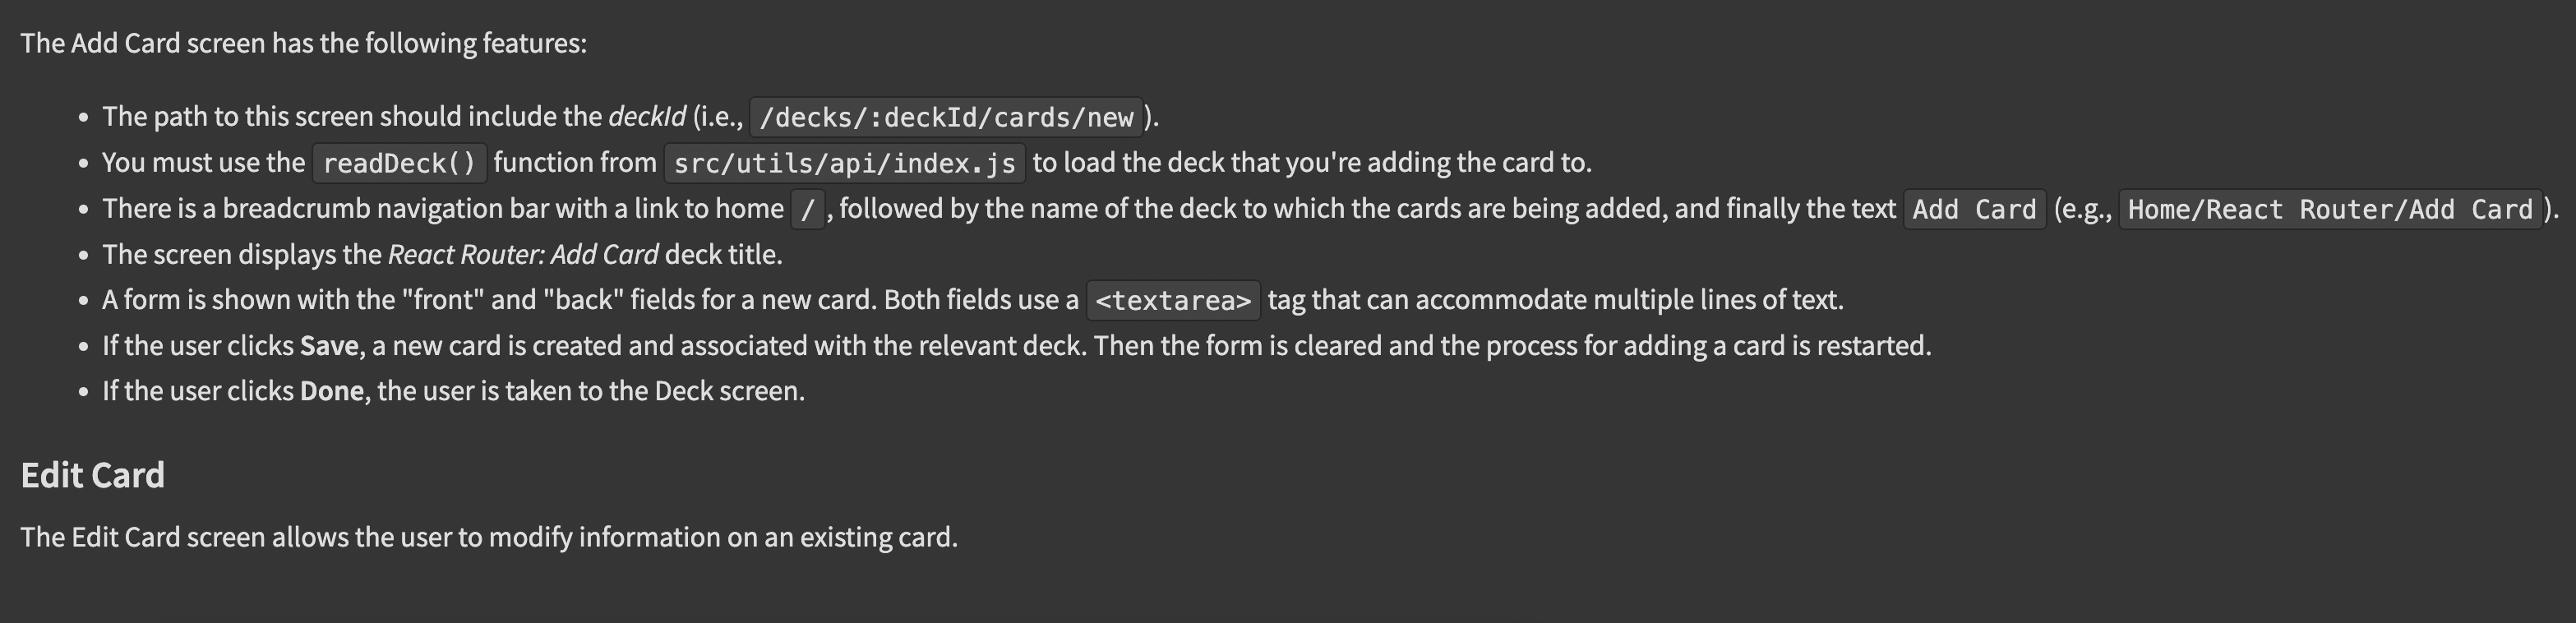 The Add Card screen has the following features:
• The path to this screen should include the deckId (i.e., /decks/:deckId/cards/new ).
• You must use the readDeck() function from src/utils/api/index.js to load the deck that you're adding the card to.
• There is a breadcrumb navigation bar with a link to home / , followed by the name of the deck to which the cards are being added, and finally the text Add Card (e.g., Home/React Router/Add Card ).
• The screen displays the React Router: Add Card deck title.
• A form is shown with the "front" and "back" fields for a new card. Both fields use a <textarea> tag that can accommodate multiple lines of text.
• If the user clicks Save, a new card is created and associated with the relevant deck. Then the form is cleared and the process for adding a card is restarted.
• If the user clicks Done, the user is taken to the Deck screen.
Edit Card
The Edit Card screen allows the user to modify information on an existing card.